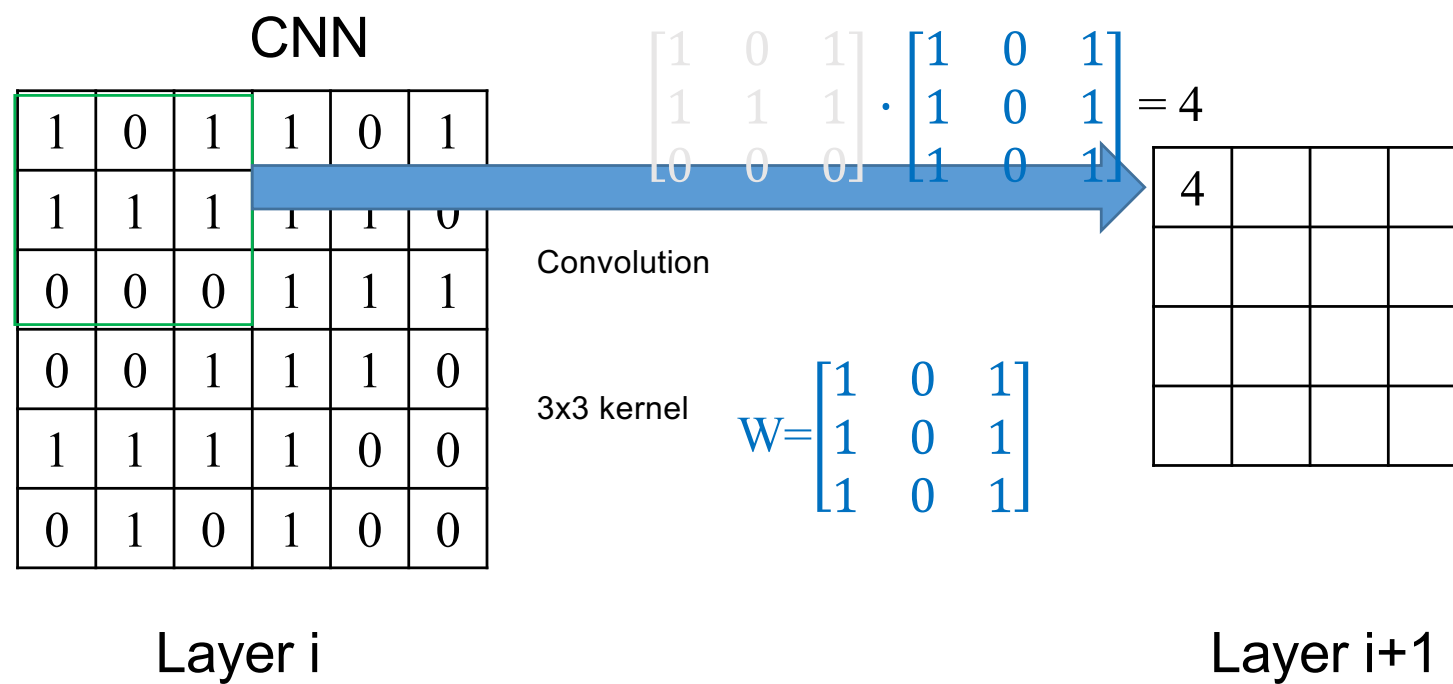 CNN
1 0 1 1 0 1
1 1 1 1 1 0
0 0 0 1 1 1
0 0 1 1 1 0
1 1 1 1 0 0
0 1 0 1 0 0
Layer i
[1 0 1
1 1 1
0 0 0] · [1 0 1
1 0 1
1 0 1] = 4
Convolution
3x3 kernel
W=[1 0 1
1 0 1
1 0 1]
4
Layer i+1